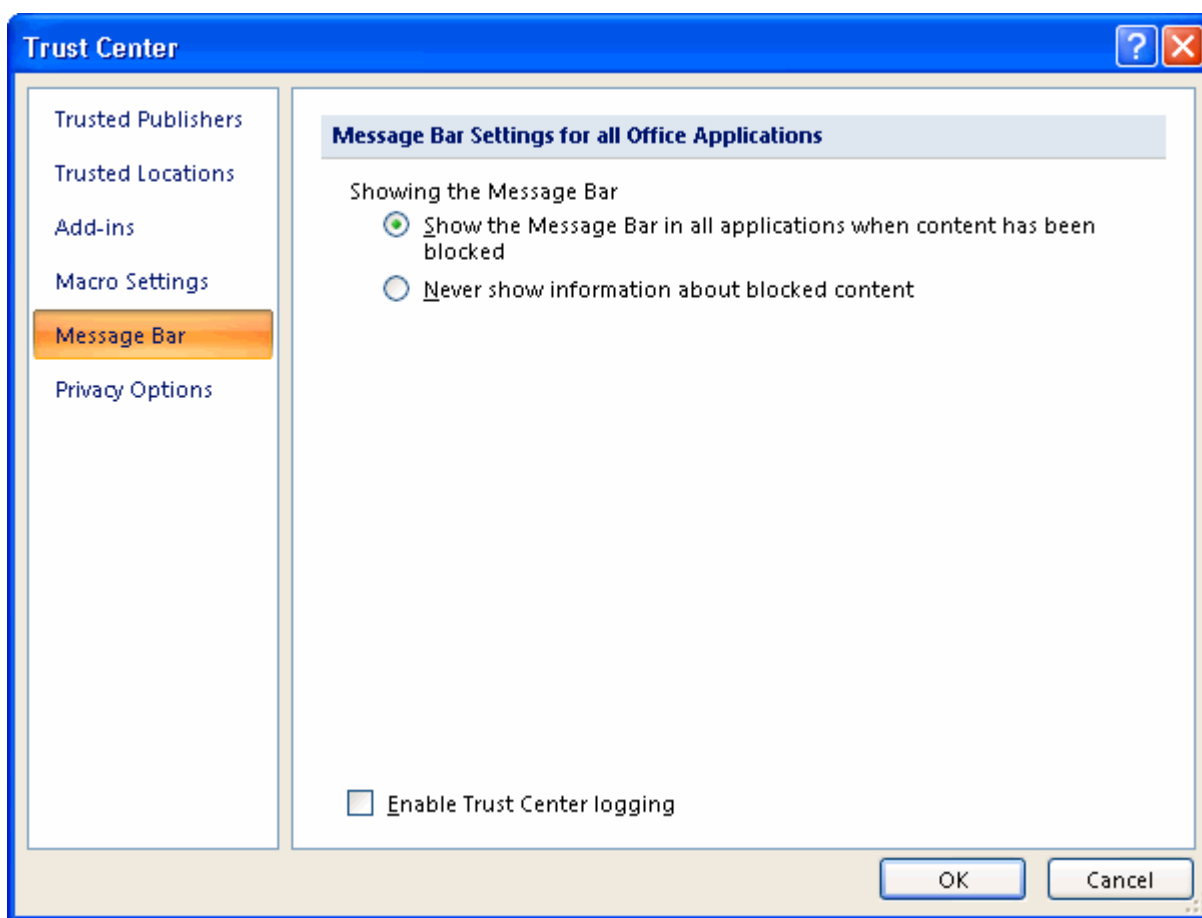 Trust Center
Trusted Publishers
Trusted Locations
Add-ins
Macro Settings
Message Bar
Privacy Options
Message Bar Settings for all Office Applications
Showing the Message Bar
Show the Message Bar in all applications when content has been
blocked
Never show information about blocked content
Enable Trust Center logging
OK
Cancel